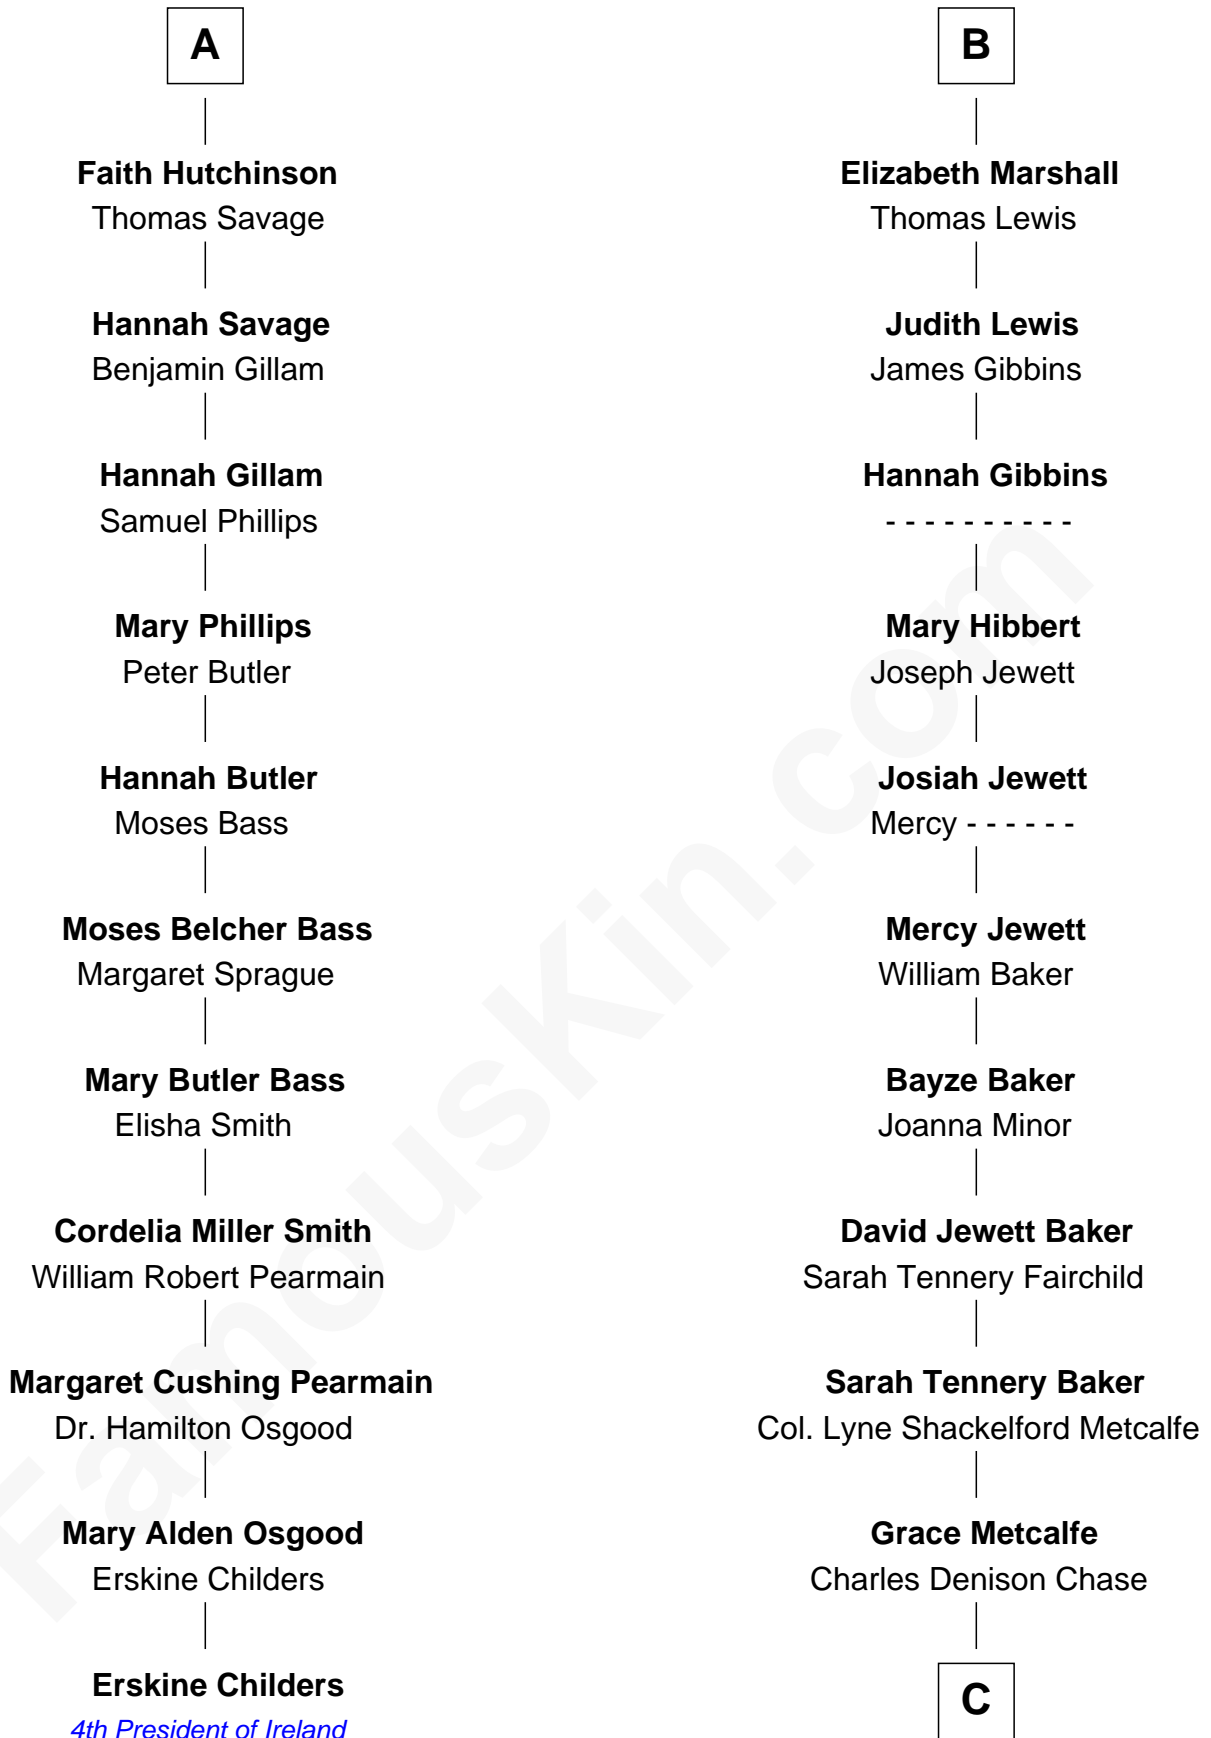 A
Faith Hutchinson
Thomas Savage
Hannah Savage
Benjamin Gillam
Hannah Gillam
Samuel Phillips
Mary Phillips
Peter Butler
Hannah Butler
Moses Bass
Moses Belcher Bass
Margaret Sprague
Mary Butler Bass
Elisha Smith
Cordelia Miller Smith
William Robert Pearmain
Margaret Cushing Pearmain
Dr. Hamilton Osgood
Mary Alden Osgood
Erskine Childers
Erskine Childers
4th President of Ireland
B
Elizabeth Marshall
Thomas Lewis
Judith Lewis
James Gibbins
Hannah Gibbins
- - - - - - - - - -
Mary Hibbert
Joseph Jewett
Josiah Jewett
Mercy - - - - - -
Mercy Jewett
William Baker
Bayze Baker
Joanna Minor
David Jewett Baker
Sarah Tennery Fairchild
Sarah Tennery Baker
Col. Lyne Shackelford Metcalfe
Grace Metcalfe
Charles Denison Chase
C
FamousKin.com